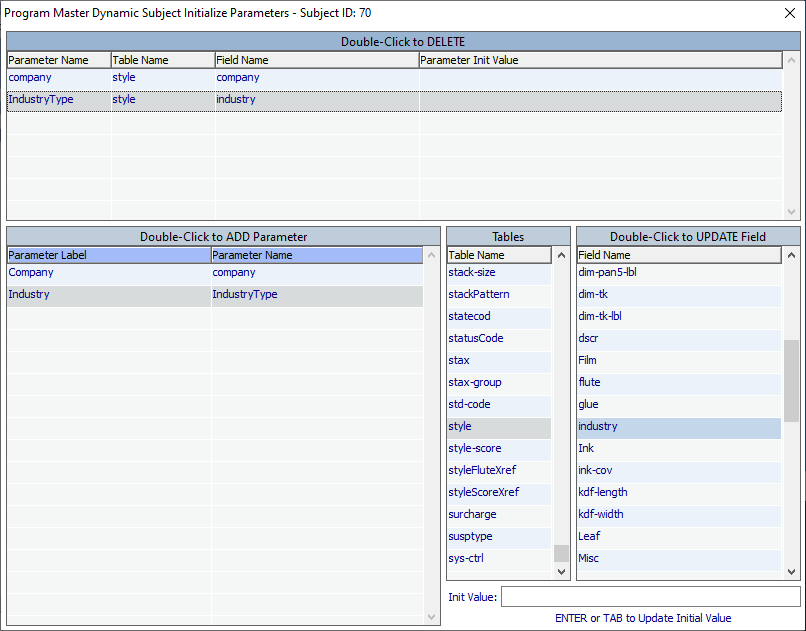 Program Master Dynamic Subject Initialize Parameters - Subject ID: 70
Double-Click to DELETE
Parameter Name Table Name Field Name Parameter Init Value
company style company
IndustryType style industry
Double-Click to ADD Parameter
Parameter Label Parameter Name
Company company
Industry IndustryType
Tables
Table Name
stack-size
stackPattern
statecod
statusCode
stax
stax-group
std-code
style
style-score
styleFluteXref
styleScoreXref
surcharge
susptype
sys-ctrl
Double-Click to UPDATE Field
Field Name
dim-pan5-lbl
dim-tk
dim-tk-lbl
dscr
Film
flute
glue
industry
Ink
ink-cov
kdf-length
kdf-width
Leaf
Misc
Init Value:
ENTER or TAB to Update Initial Value